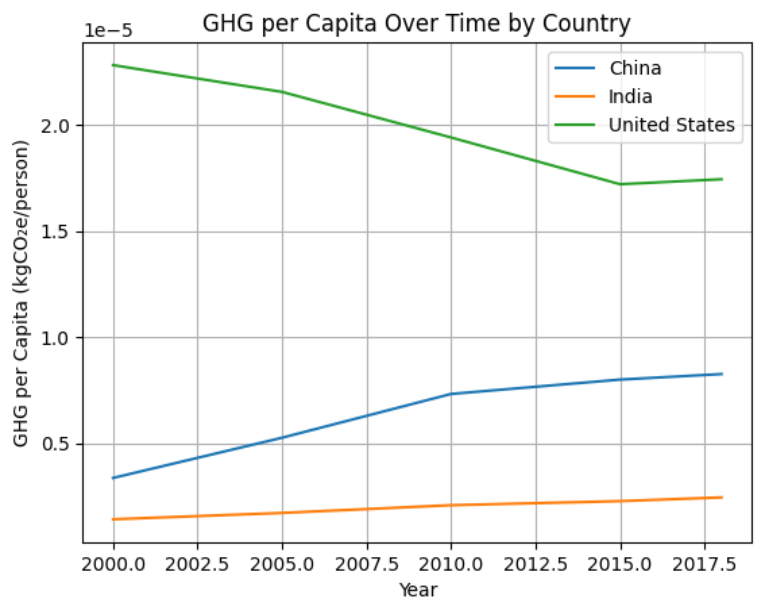 GHG per Capita Over Time by Country
1e−5
China
India
United States
2.0
1.5
1.0
0.5
GHG per Capita (kgCO₂e/person)
2000.0 2002.5 2005.0 2007.5 2010.0 2012.5 2015.0 2017.5
Year